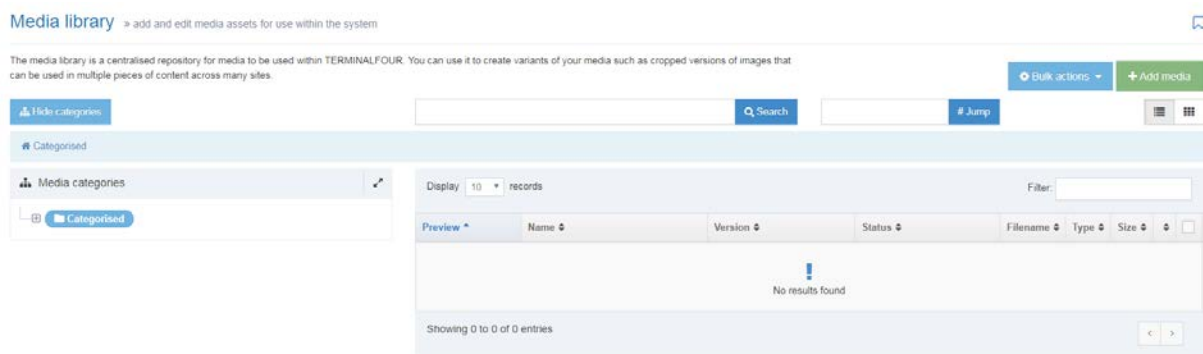 Media library » add and edit media assets for use within the system
The media library is a centralised repository for media to be used within TERMINALFOUR. You can use it to create variants of your media such as cropped versions of images that
can be used in multiple pieces of content across many sites.
Bulk actions
+ Add media
Hide categories
Search
# Jump
Categorised
Media categories
Categorised
Display 10 records
Filter:
Preview Name Version Status Filename Type Size
No results found
Showing 0 to 0 of 0 entries
< >